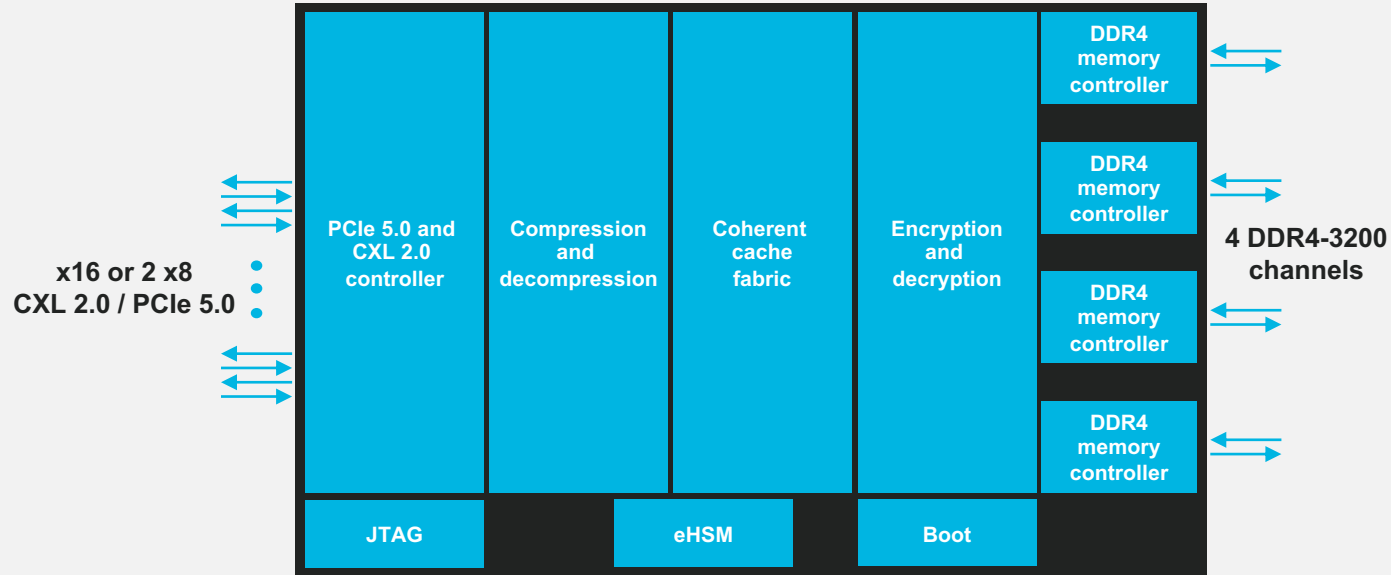 x16 or 2 x8
CXL 2.0 / PCIe 5.0
PCIe 5.0 and
CXL 2.0
controller
Compression
and
decompression
Coherent
cache
fabric
Encryption
and
decryption
DDR4
memory
controller
DDR4
memory
controller
DDR4
memory
controller
DDR4
memory
controller
4 DDR4-3200
channels
JTAG
eHSM
Boot